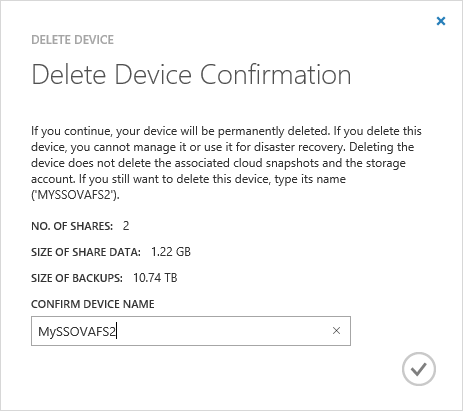 DELETE DEVICE
Delete Device Confirmation
If you continue, your device will be permanently deleted. If you delete this
device, you cannot manage it or use it for disaster recovery. Deleting the
device does not delete the associated cloud snapshots and the storage
account. If you still want to delete this device, type its name
('MYSSOVAFS2').
NO. OF SHARES: 2
SIZE OF SHARE DATA: 1.22 GB
SIZE OF BACKUPS: 10.74 TB
CONFIRM DEVICE NAME
MySSOVAFS2